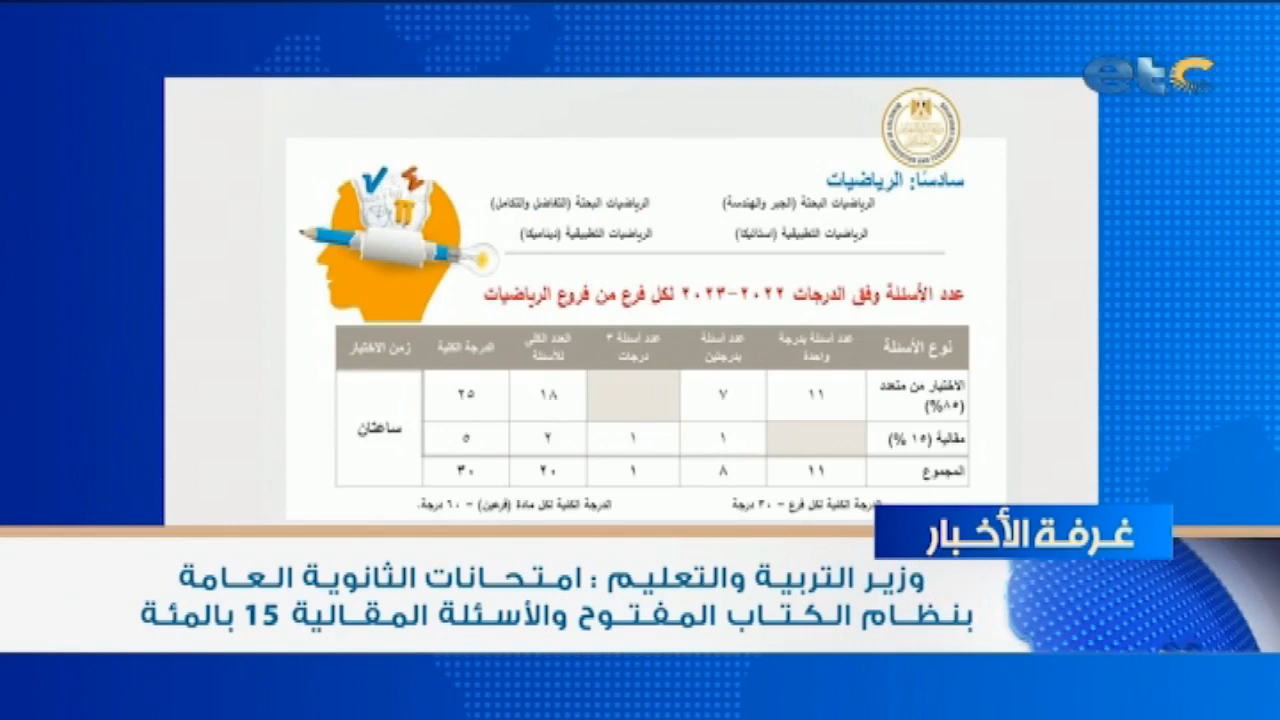 etc
سادسًا: الرياضيات
الرياضيات البحتة (الجبر والهندسة) الرياضيات البحتة (التفاضل والتكامل)
الرياضيات التطبيقية (استاتيكا) الرياضيات التطبيقية (ديناميكا)
عدد الأسئلة وفق الدرجات ٢٠٢٢-٢٠٢٣ لكل فرع من فروع الرياضيات
نوع الأسئلة عدد اسئلة بدرجة واحدة عدد اسئلة بدرجتين عدد اسئلة ٣ درجات العدد الكلي للأسئلة الدرجة الكلية زمن الاختبار
الاختيار من متعدد (٨٥%) ١١ ٧ ١٨ ٢٥ ساعتان
مقالية (١٥ %) ١ ١ ٢ ٥
المجموع ١١ ٨ ١ ٢٠ ٣٠
الدرجة الكلية لكل فرع = ٣٠ درجة الدرجة الكلية لكل مادة (فرعين) = ٦٠ درجة.
غرفة الأخبار
وزير التربية والتعليم : امتحانات الثانوية العامة
بنظام الكتاب المفتوح والأسئلة المقالية 15 بالمئة